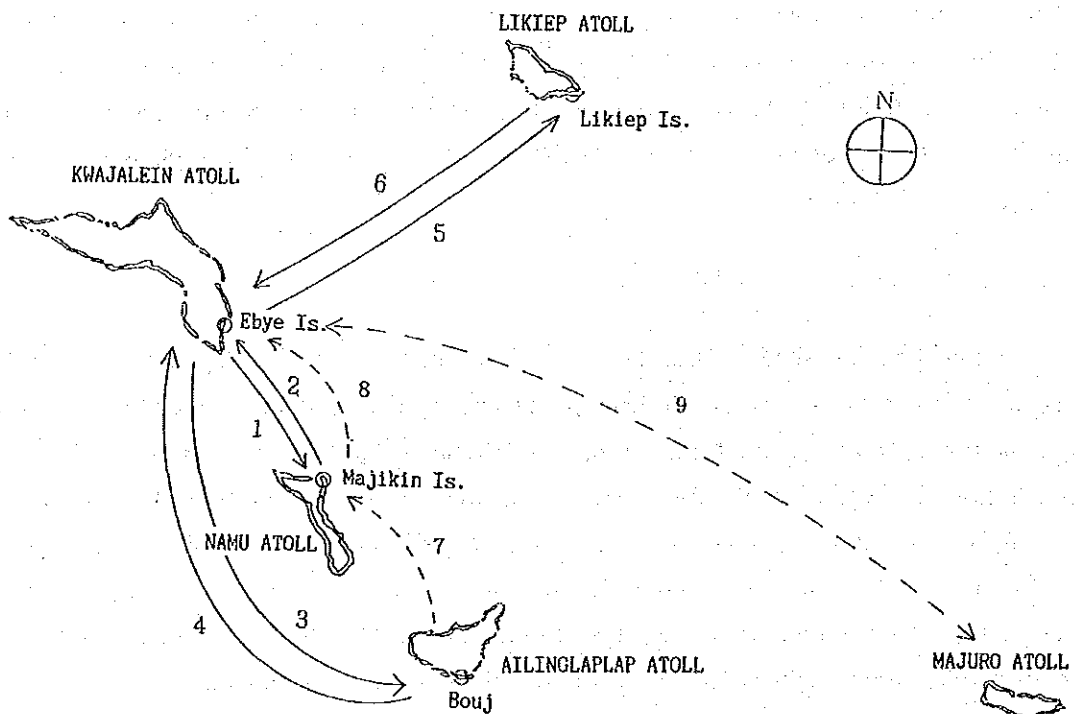 LIKIEP ATOLL
Likiep Is.
N
KWAJALEIN ATOLL
6
5
Ebye Is.
2
8
1
9
Majikin Is.
NAMU ATOLL
7
4
3
AILINGLAPLAP ATOLL
MAJURO ATOLL
Bouj